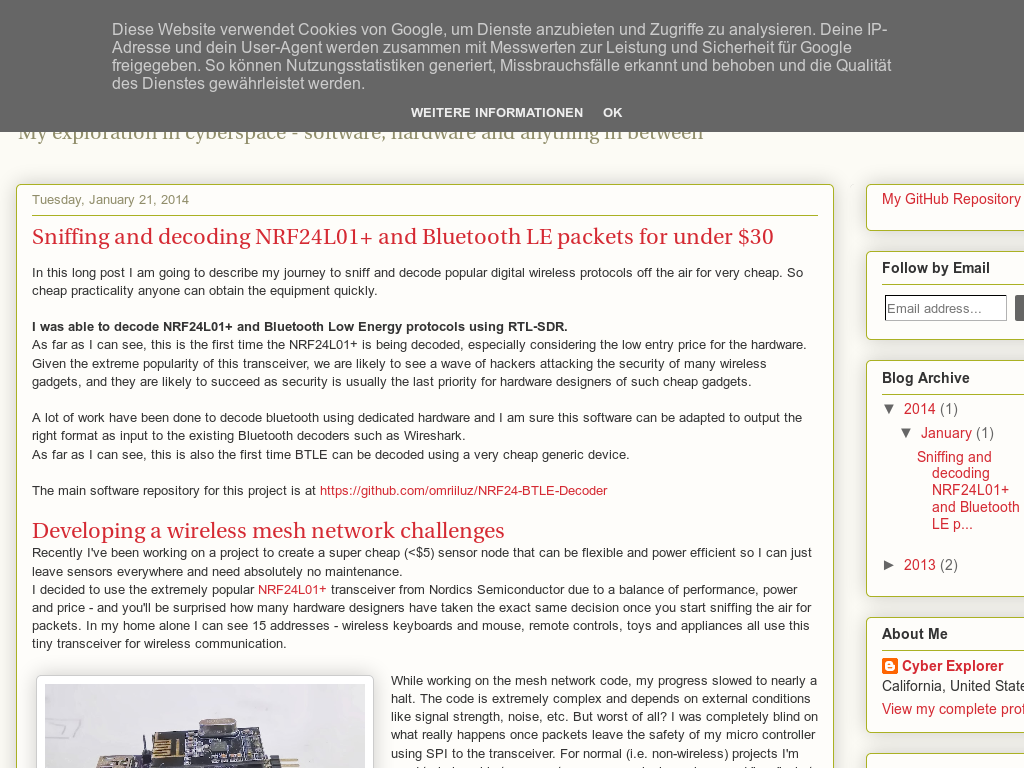 Diese Website verwendet Cookies von Google, um Dienste anzubieten und Zugriffe zu analysieren. Deine IP-
Adresse und dein User-Agent werden zusammen mit Messwerten zur Leistung und Sicherheit für Google
freigegeben. So können Nutzungsstatistiken generiert, Missbrauchsfälle erkannt und behoben und die Qualität
des Dienstes gewährleistet werden.
WEITERE INFORMATIONEN OK
My exploration in cyberspace - software, hardware and anything in between
Tuesday, January 21, 2014
Sniffing and decoding NRF24L01+ and Bluetooth LE packets for under $30
In this long post I am going to describe my journey to sniff and decode popular digital wireless protocols off the air for very cheap. So
cheap practicality anyone can obtain the equipment quickly.
I was able to decode NRF24L01+ and Bluetooth Low Energy protocols using RTL-SDR.
As far as I can see, this is the first time the NRF24L01+ is being decoded, especially considering the low entry price for the hardware.
Given the extreme popularity of this transceiver, we are likely to see a wave of hackers attacking the security of many wireless
gadgets, and they are likely to succeed as security is usually the last priority for hardware designers of such cheap gadgets.
A lot of work have been done to decode bluetooth using dedicated hardware and I am sure this software can be adapted to output the
right format as input to the existing Bluetooth decoders such as Wireshark.
As far as I can see, this is also the first time BTLE can be decoded using a very cheap generic device.
The main software repository for this project is at https://github.com/omriiluz/NRF24-BTLE-Decoder
Developing a wireless mesh network challenges
Recently I've been working on a project to create a super cheap (<$5) sensor node that can be flexible and power efficient so I can just
leave sensors everywhere and need absolutely no maintenance.
I decided to use the extremely popular NRF24L01+ transceiver from Nordics Semiconductor due to a balance of performance, power
and price - and you'll be surprised how many hardware designers have taken the exact same decision once you start sniffing the air for
packets. In my home alone I can see 15 addresses - wireless keyboards and mouse, remote controls, toys and appliances all use this
tiny transceiver for wireless communication.
While working on the mesh network code, my progress slowed to nearly a
halt. The code is extremely complex and depends on external conditions
like signal strength, noise, etc. But worst of all? I was completely blind on
what really happens once packets leave the safety of my micro controller
using SPI to the transceiver. For normal (i.e. non-wireless) projects I'm
My GitHub Repository
Follow by Email
Email address...
Blog Archive
▼ 2014 (1)
▼ January (1)
Sniffing and
decoding
NRF24L01+
and Bluetooth
LE p...
► 2013 (2)
About Me
Cyber Explorer
California, United State
View my complete prof